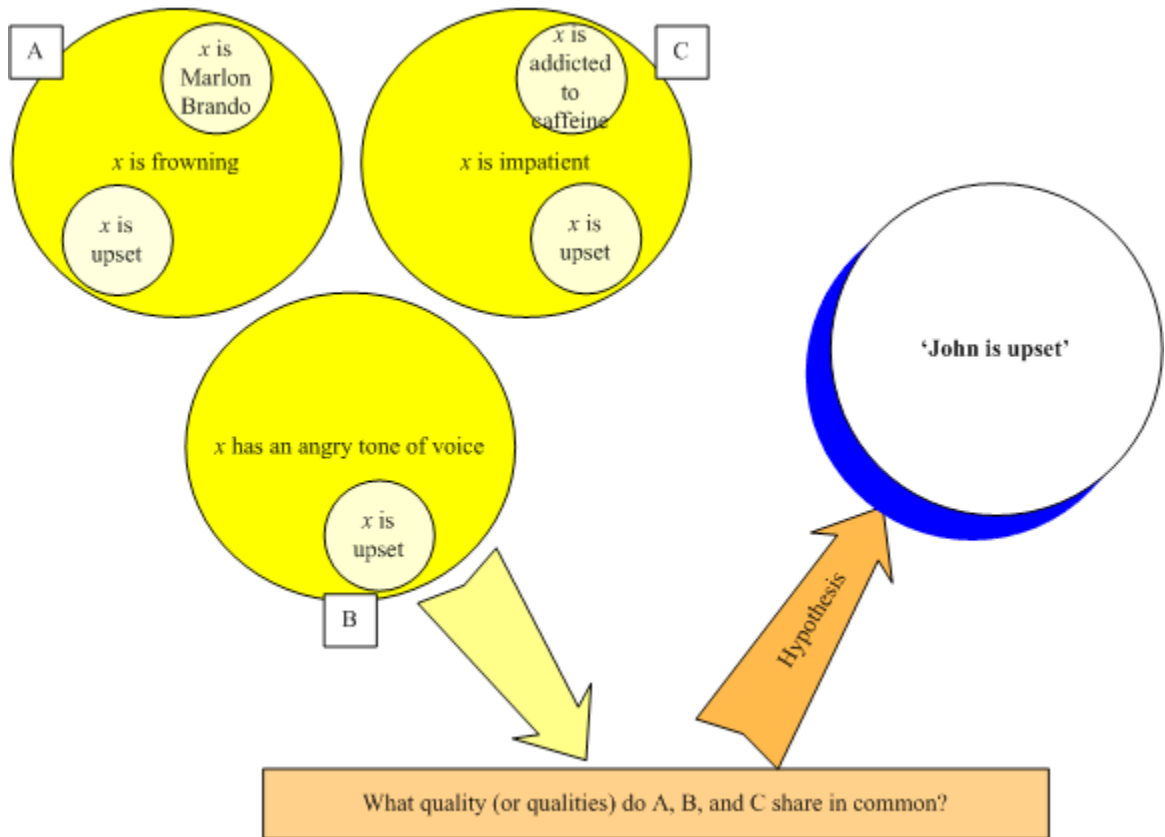 A
x is
Marlon
Brando
x is frowning
x is
upset
C
x is
addicted
to
caffeine
x is impatient
x is
upset
x has an angry tone of voice
x is
upset
B
‘John is upset’
Hypothesis
What quality (or qualities) do A, B, and C share in common?